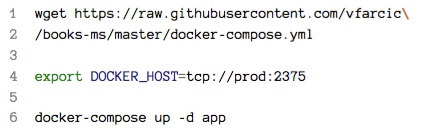 1 wget https://raw.githubusercontent.com/vfarcic\
2 /books-ms/master/docker-compose.yml
3
4 export DOCKER_HOST=tcp://prod:2375
5
6 docker-compose up -d app